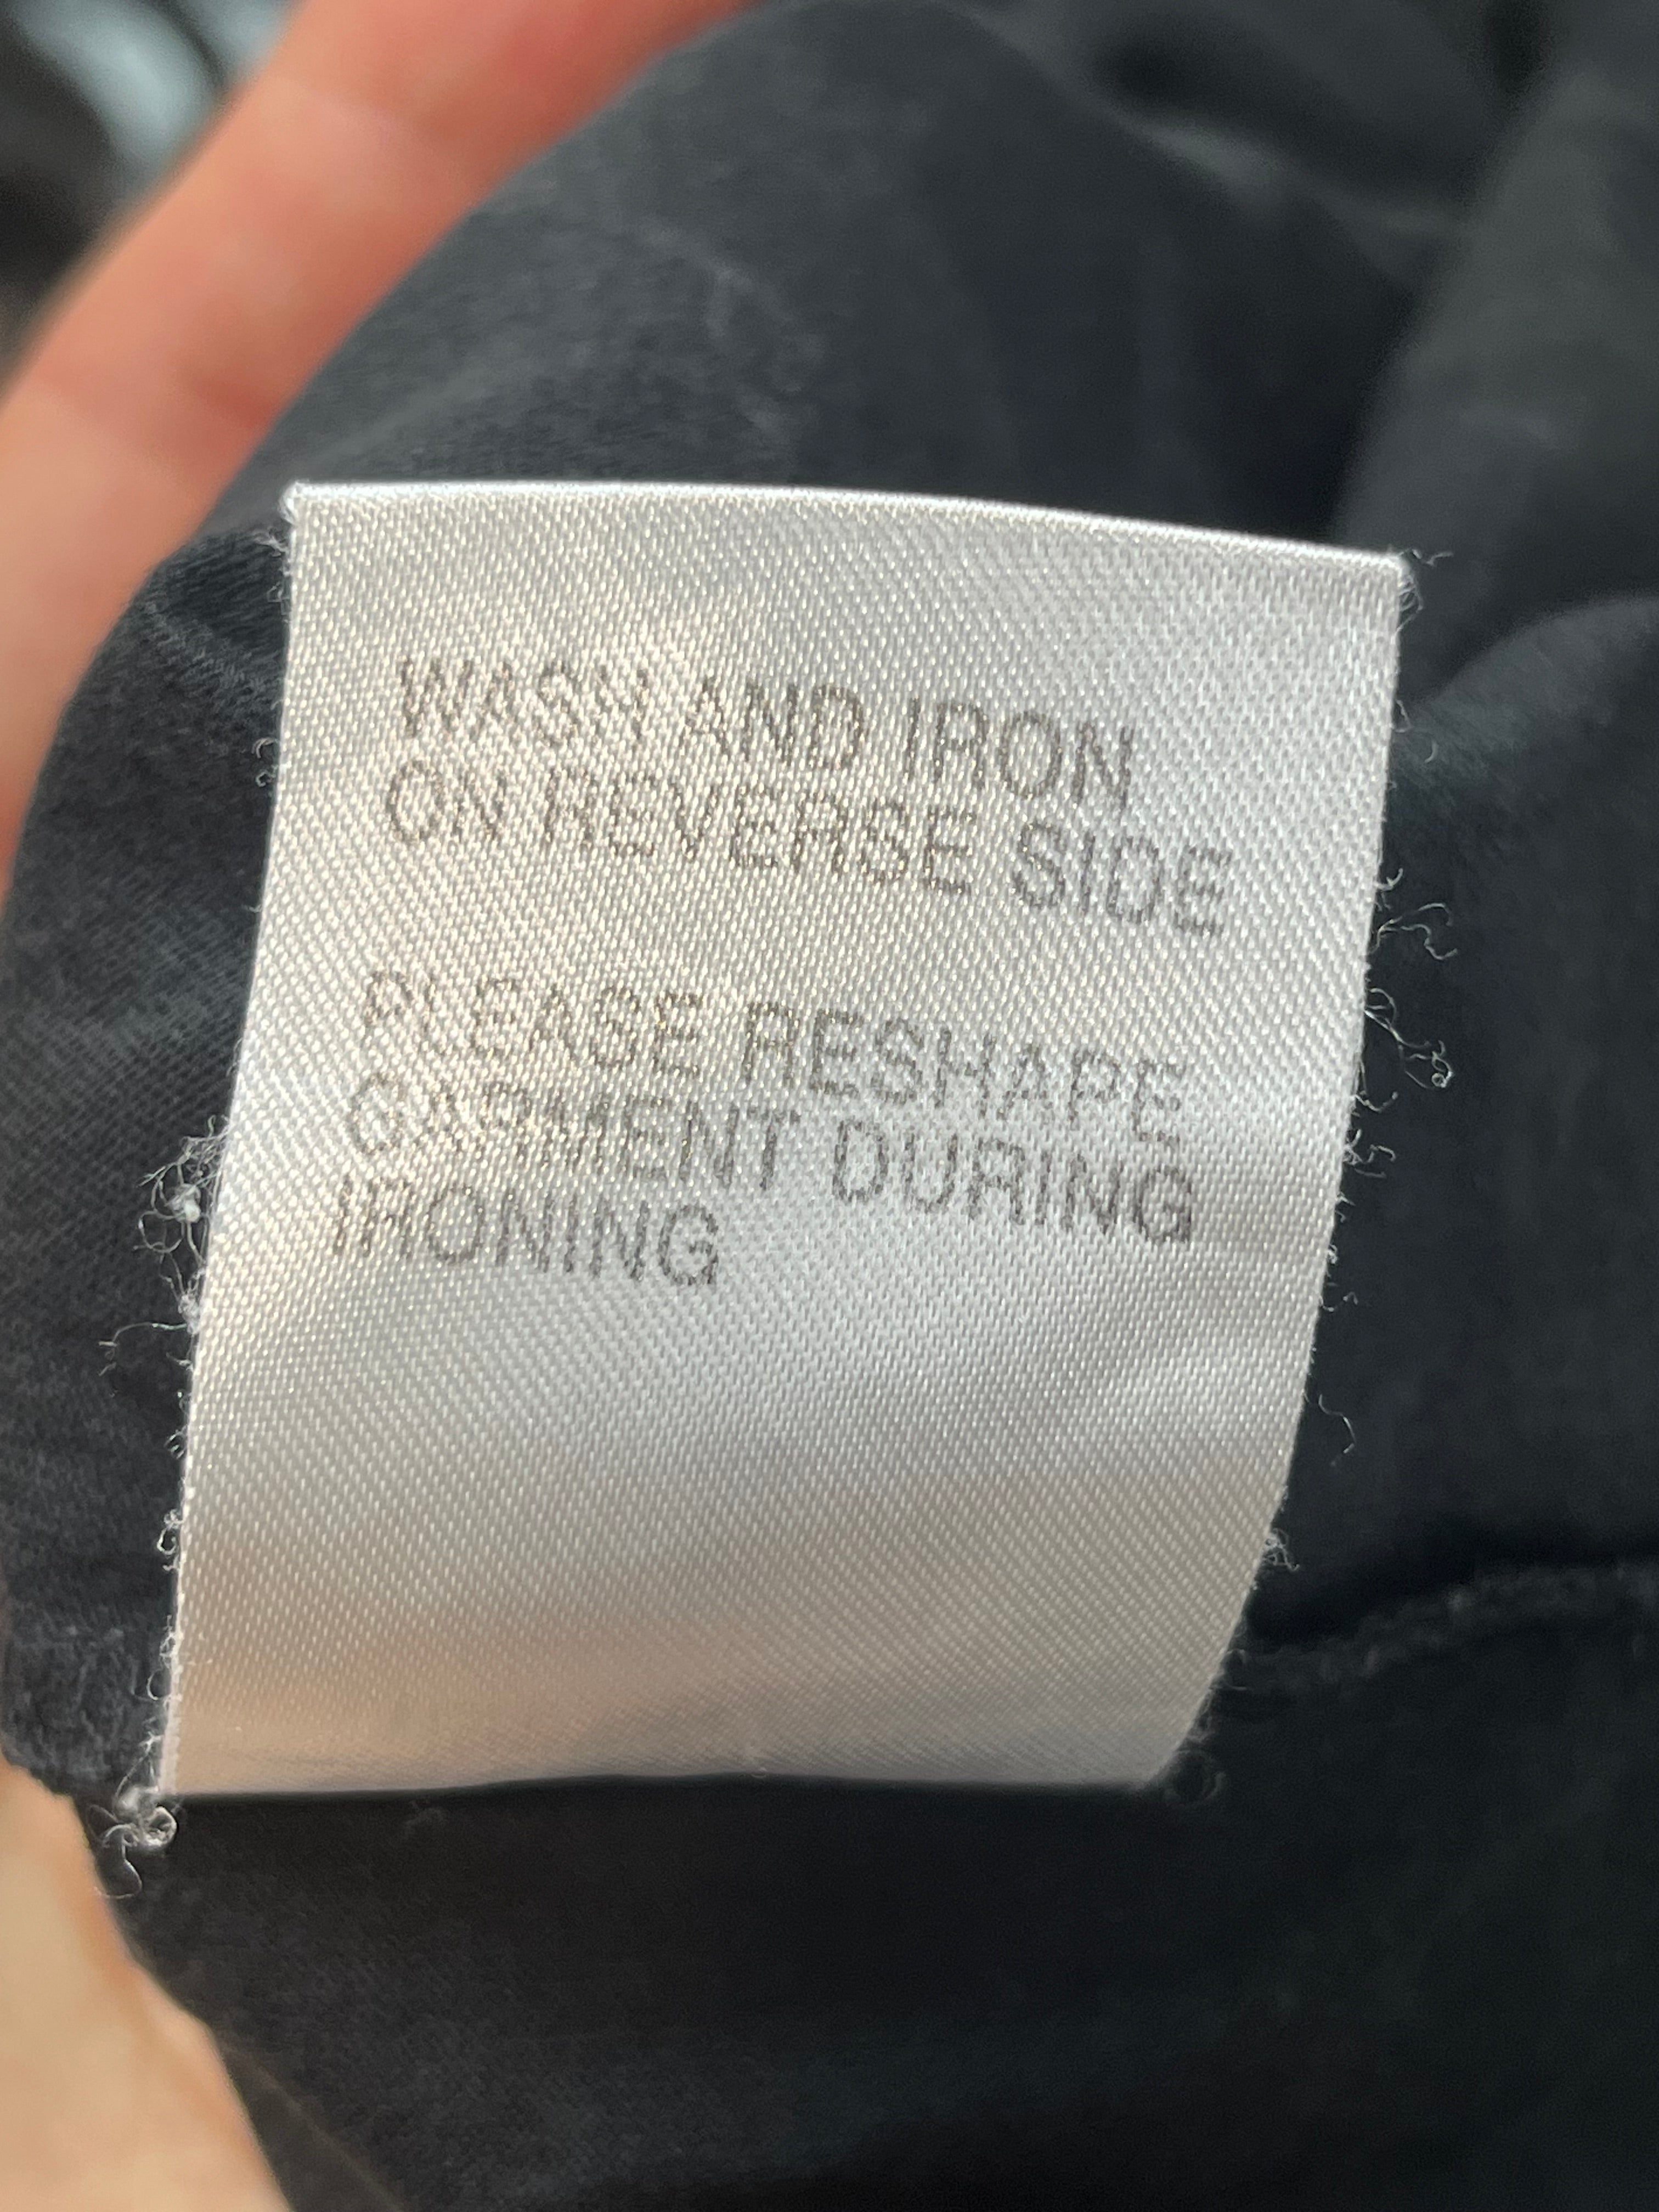 WASH AND IRON
ON REVERSE SIDE
PLEASE RESHAPE
GARMENT DURING
IRONING